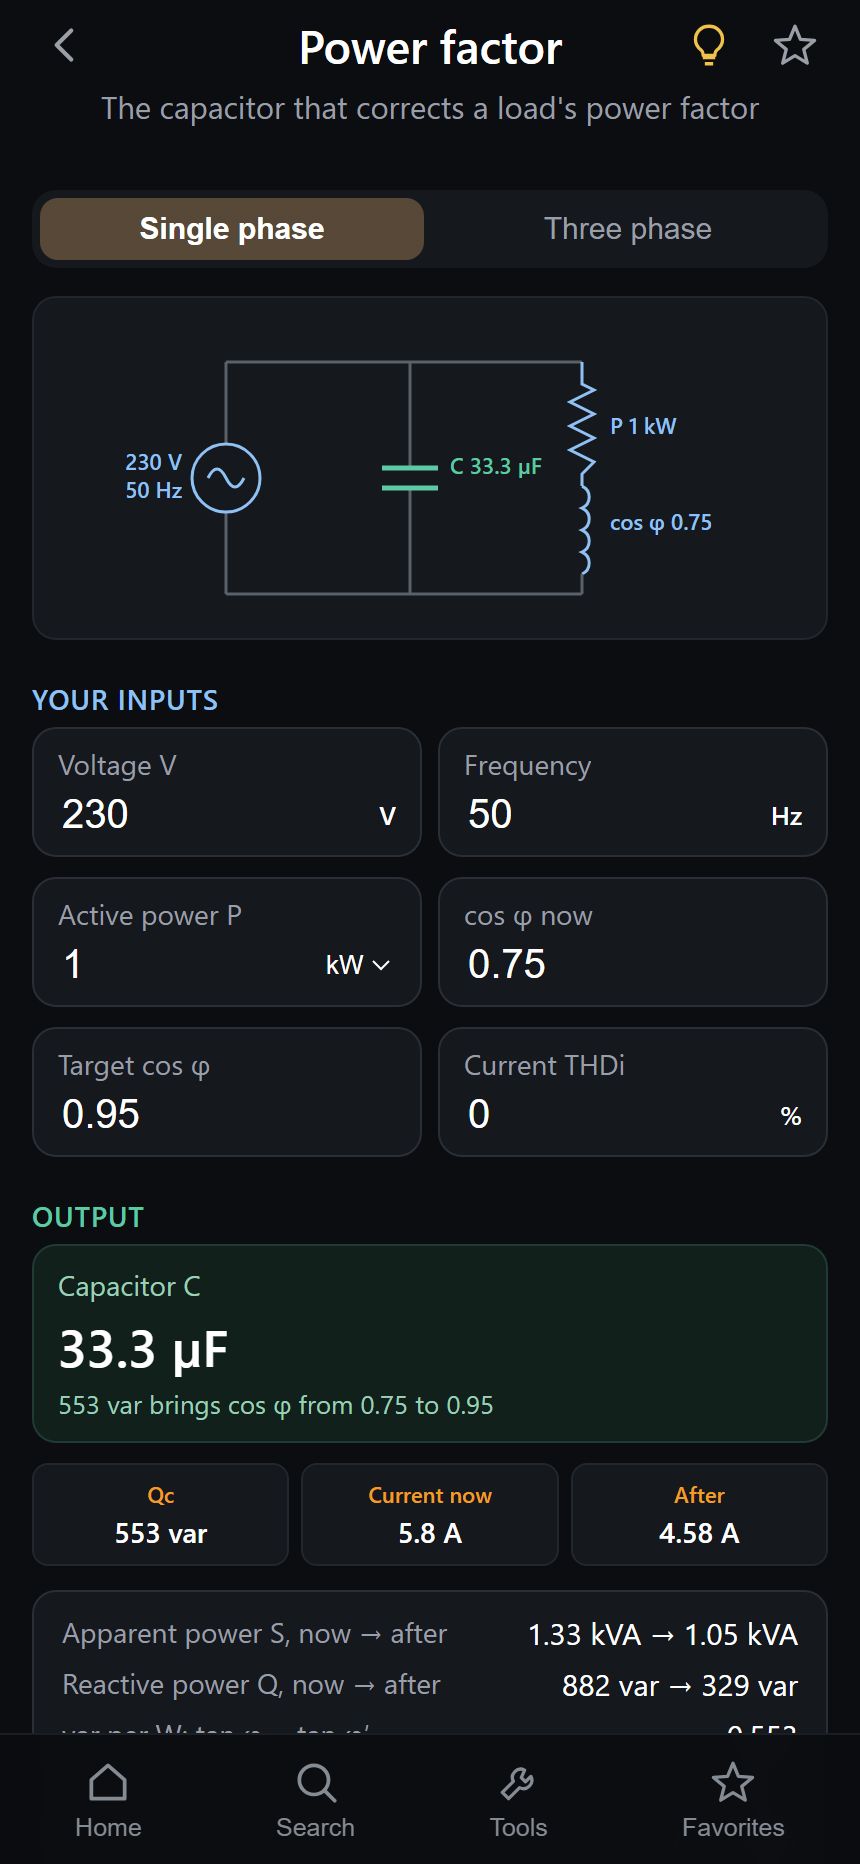 Power factor
The capacitor that corrects a load's power factor
Single phase
Three phase
230 V
50 Hz
C 33.3 µF
P 1 kW
cos φ 0.75
YOUR INPUTS
Voltage V
230 V
Frequency
50 Hz
Active power P
1 kW
cos φ now
0.75
Target cos φ
0.95
Current THDi
0 %
OUTPUT
Capacitor C
33.3 µF
553 var brings cos φ from 0.75 to 0.95
Qc
553 var
Current now
5.8 A
After
4.58 A
Apparent power S, now → after 1.33 kVA → 1.05 kVA
Reactive power Q, now → after 882 var → 329 var
Home
Search
Tools
Favorites